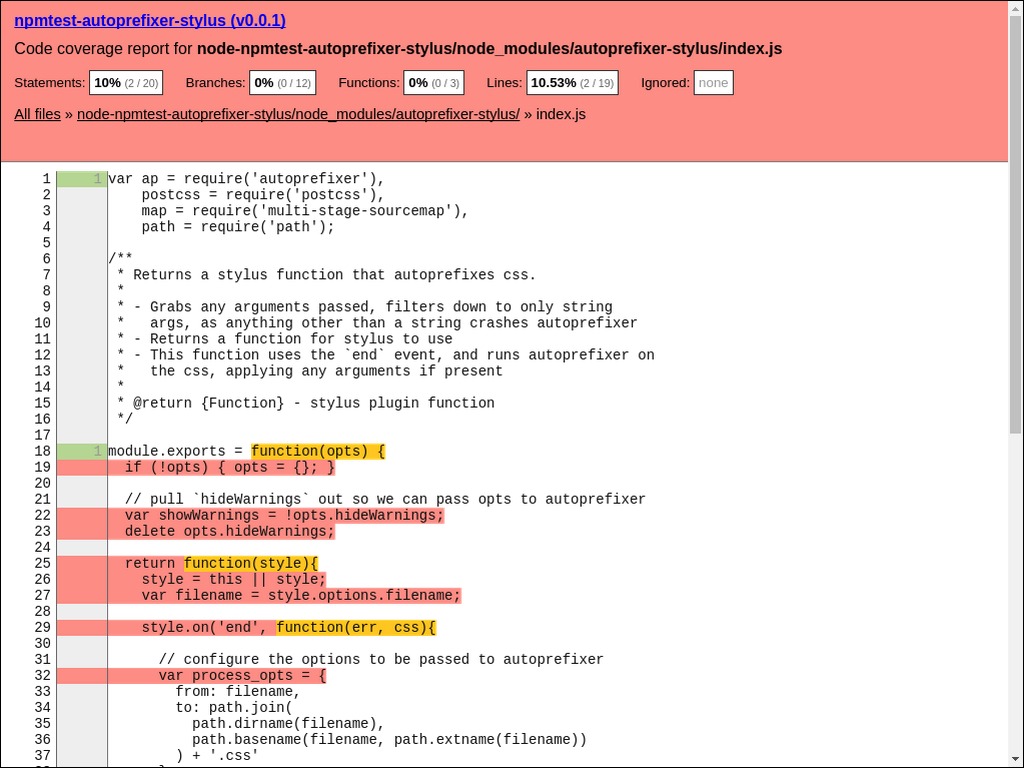 npmtest-autoprefixer-stylus (v0.0.1)
Code coverage report for node-npmtest-autoprefixer-stylus/node_modules/autoprefixer-stylus/index.js
Statements: 10% (2 / 20) Branches: 0% (0 / 12) Functions: 0% (0 / 3) Lines: 10.53% (2 / 19) Ignored: none
All files » node-npmtest-autoprefixer-stylus/node_modules/autoprefixer-stylus/ » index.js
1 1 var ap = require('autoprefixer'),
2 postcss = require('postcss'),
3 map = require('multi-stage-sourcemap'),
4 path = require('path');
5
6 /**
7 * Returns a stylus function that autoprefixes css.
8 *
9 * - Grabs any arguments passed, filters down to only string
10 * args, as anything other than a string crashes autoprefixer
11 * - Returns a function for stylus to use
12 * - This function uses the `end` event, and runs autoprefixer on
13 * the css, applying any arguments if present
14 *
15 * @return {Function} - stylus plugin function
16 */
17
18 1 module.exports = function(opts) {
19 if (!opts) { opts = {}; }
20
21 // pull `hideWarnings` out so we can pass opts to autoprefixer
22 var showWarnings = !opts.hideWarnings;
23 delete opts.hideWarnings;
24
25 return function(style){
26 style = this || style;
27 var filename = style.options.filename;
28
29 style.on('end', function(err, css){
30
31 // configure the options to be passed to autoprefixer
32 var process_opts = {
33 from: filename,
34 to: path.join(
35 path.dirname(filename),
36 path.basename(filename, path.extname(filename))
37 ) + '.css'